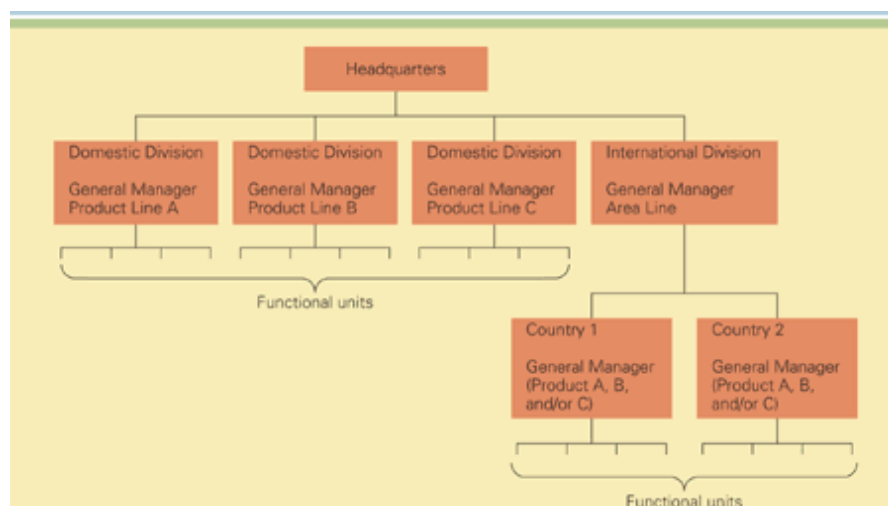 Headquarters
Domestic Division
General Manager
Product Line A
Domestic Division
General Manager
Product Line B
Domestic Division
General Manager
Product Line C
International Division
General Manager
Area Line
Functional units
Country 1
General Manager
(Product A, B,
and/or C)
Country 2
General Manager
(Product A, B,
and/or C)
Functional units